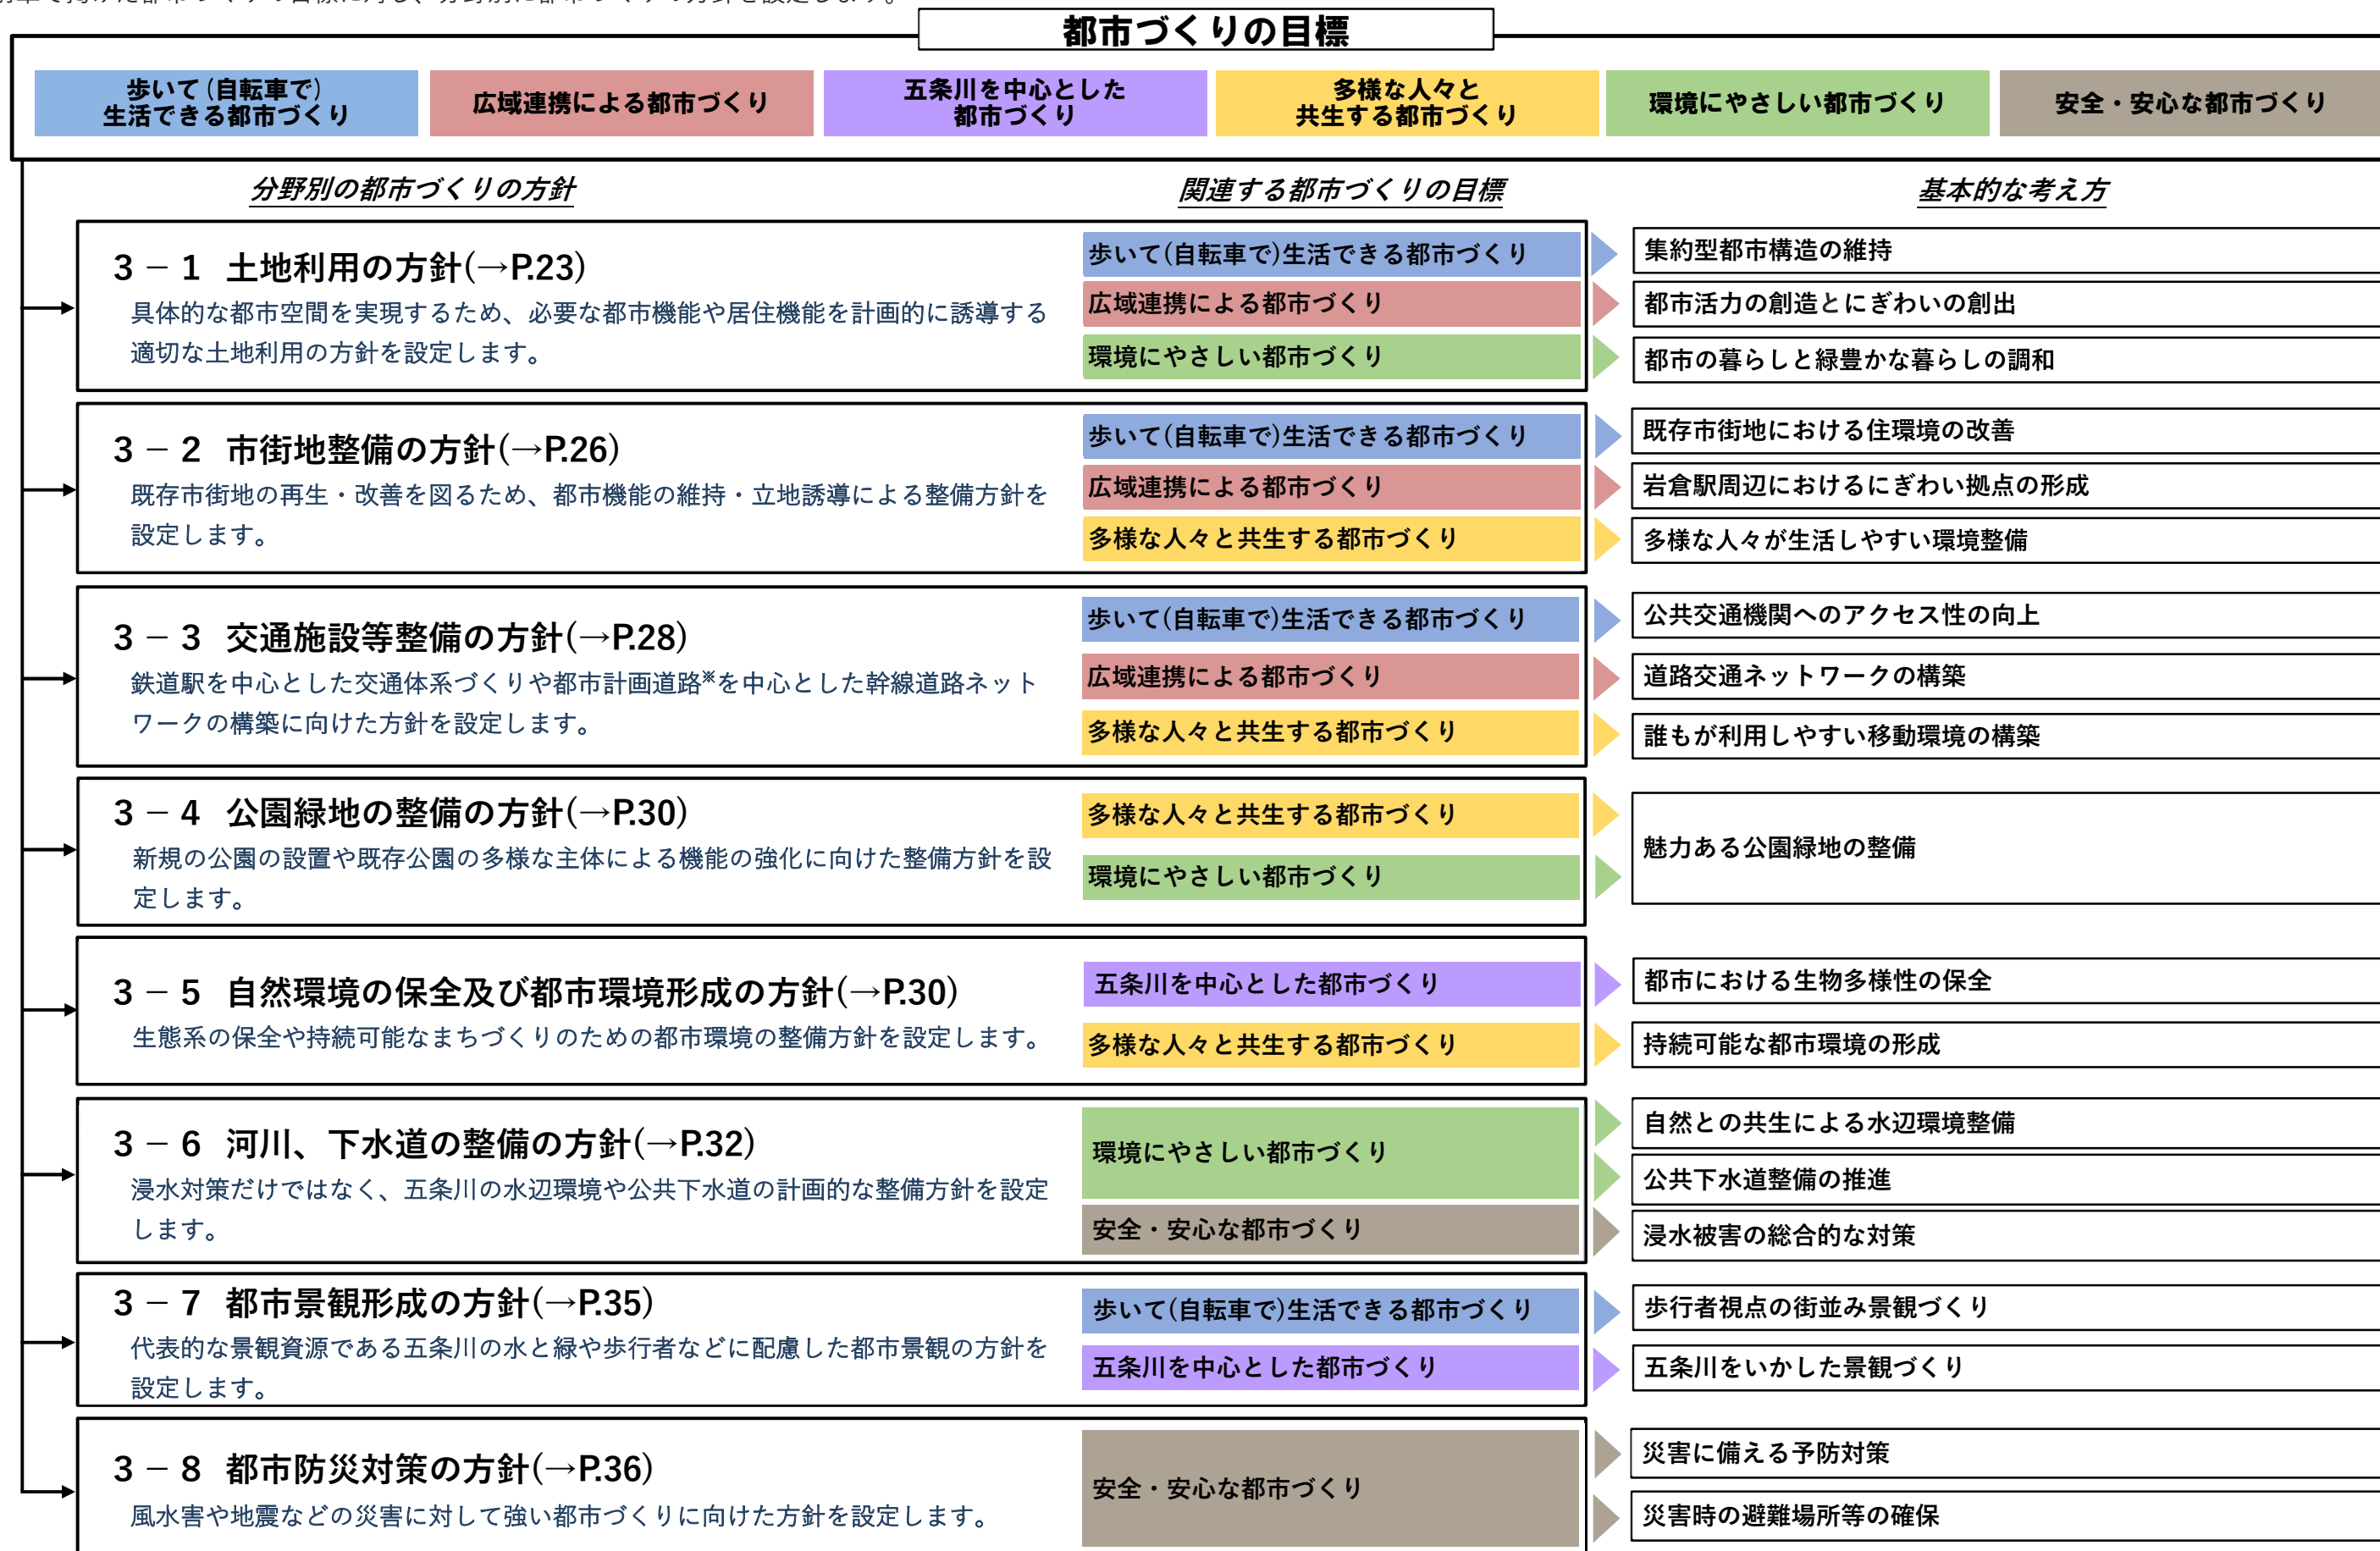 都市づくりの目標
歩いて(自転車で)
生活できる都市づくり
広域連携による都市づくり
五条川を中心とした
都市づくり
多様な人々と
共生する都市づくり
環境にやさしい都市づくり
安全・安心な都市づくり
分野別の都市づくりの方針
関連する都市づくりの目標
基本的な考え方
3－1 土地利用の方針(→P.23)
具体的な都市空間を実現するため、必要な都市機能や居住機能を計画的に誘導する
適切な土地利用の方針を設定します。
歩いて(自転車で)生活できる都市づくり
集約型都市構造の維持
広域連携による都市づくり
都市活力の創造とにぎわいの創出
環境にやさしい都市づくり
都市の暮らしと緑豊かな暮らしの調和
3－2 市街地整備の方針(→P.26)
既存市街地の再生・改善を図るため、都市機能の維持・立地誘導による整備方針を
設定します。
歩いて(自転車で)生活できる都市づくり
既存市街地における住環境の改善
広域連携による都市づくり
岩倉駅周辺におけるにぎわい拠点の形成
多様な人々と共生する都市づくり
多様な人々が生活しやすい環境整備
3－3 交通施設等整備の方針(→P.28)
鉄道駅を中心とした交通体系づくりや都市計画道路※を中心とした幹線道路ネット
ワークの構築に向けた方針を設定します。
歩いて(自転車で)生活できる都市づくり
公共交通機関へのアクセス性の向上
広域連携による都市づくり
道路交通ネットワークの構築
多様な人々と共生する都市づくり
誰もが利用しやすい移動環境の構築
3－4 公園緑地の整備の方針(→P.30)
新規の公園の設置や既存公園の多様な主体による機能の強化に向けた整備方針を設
定します。
多様な人々と共生する都市づくり
環境にやさしい都市づくり
魅力ある公園緑地の整備
3－5 自然環境の保全及び都市環境形成の方針(→P.30)
生態系の保全や持続可能なまちづくりのための都市環境の整備方針を設定します。
五条川を中心とした都市づくり
都市における生物多様性の保全
多様な人々と共生する都市づくり
持続可能な都市環境の形成
3－6 河川、下水道の整備の方針(→P.32)
浸水対策だけではなく、五条川の水辺環境や公共下水道の計画的な整備方針を設定
します。
環境にやさしい都市づくり
自然との共生による水辺環境整備
公共下水道整備の推進
安全・安心な都市づくり
浸水被害の総合的な対策
3－7 都市景観形成の方針(→P.35)
代表的な景観資源である五条川の水と緑や歩行者などに配慮した都市景観の方針を
設定します。
歩いて(自転車で)生活できる都市づくり
歩行者視点の街並み景観づくり
五条川を中心とした都市づくり
五条川をいかした景観づくり
3－8 都市防災対策の方針(→P.36)
風水害や地震などの災害に対して強い都市づくりに向けた方針を設定します。
安全・安心な都市づくり
災害に備える予防対策
災害時の避難場所等の確保